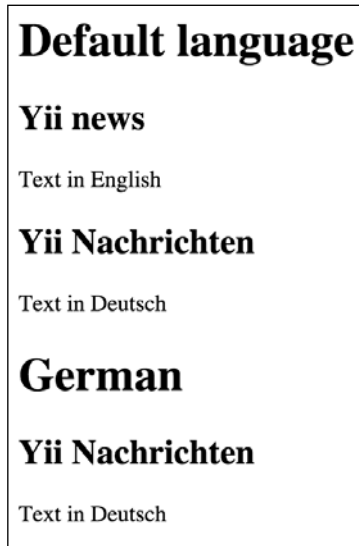 Default language
Yii news
Text in English
Yii Nachrichten
Text in Deutsch
German
Yii Nachrichten
Text in Deutsch